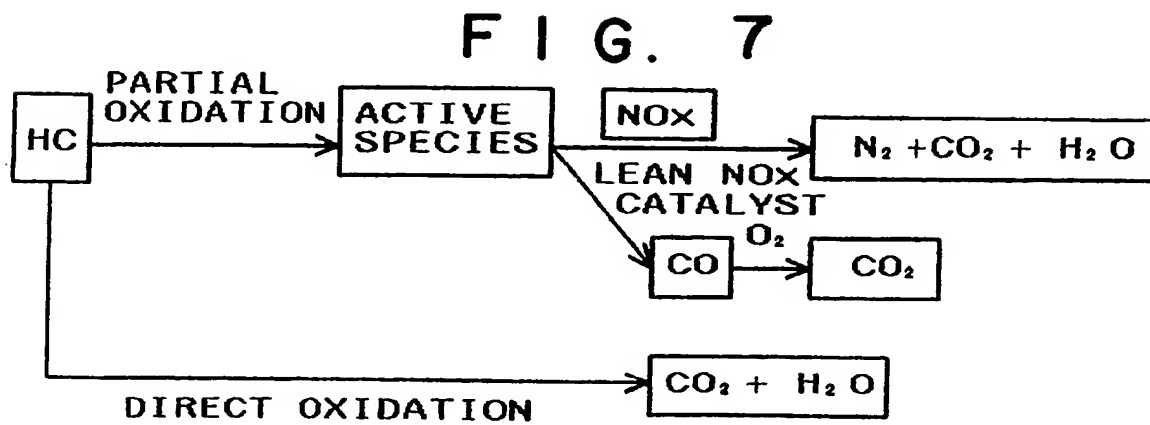 FIG. 7
PARTIAL
OXIDATION
HC
ACTIVE
SPECIES
NOX
N₂ +CO₂ + H₂O
LEAN NOX
CATALYST
O₂
CO
CO₂
CO₂ + H₂O
DIRECT OXIDATION